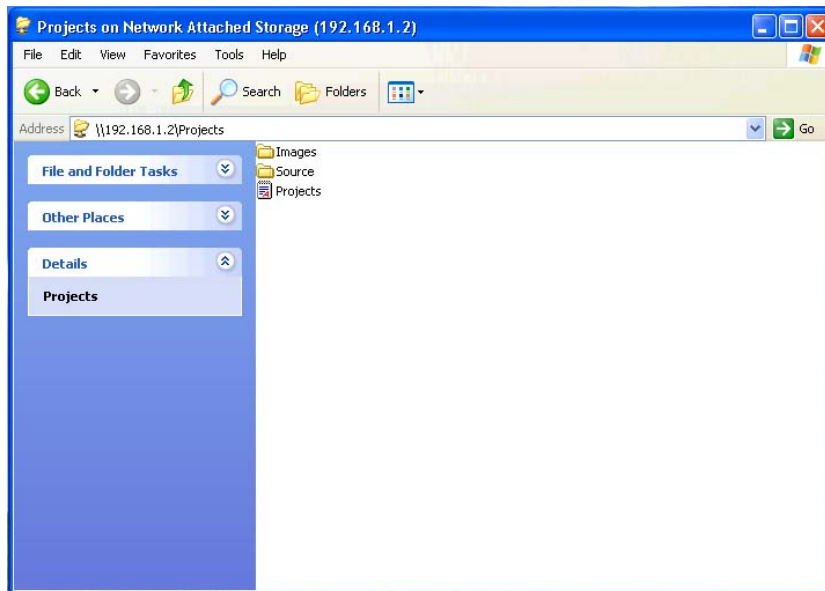 Projects on Network Attached Storage (192.168.1.2)
File Edit View Favorites Tools Help
Back Search Folders
Address \\192.168.1.2\Projects Go
File and Folder Tasks
Other Places
Details
Projects
Images
Source
Projects